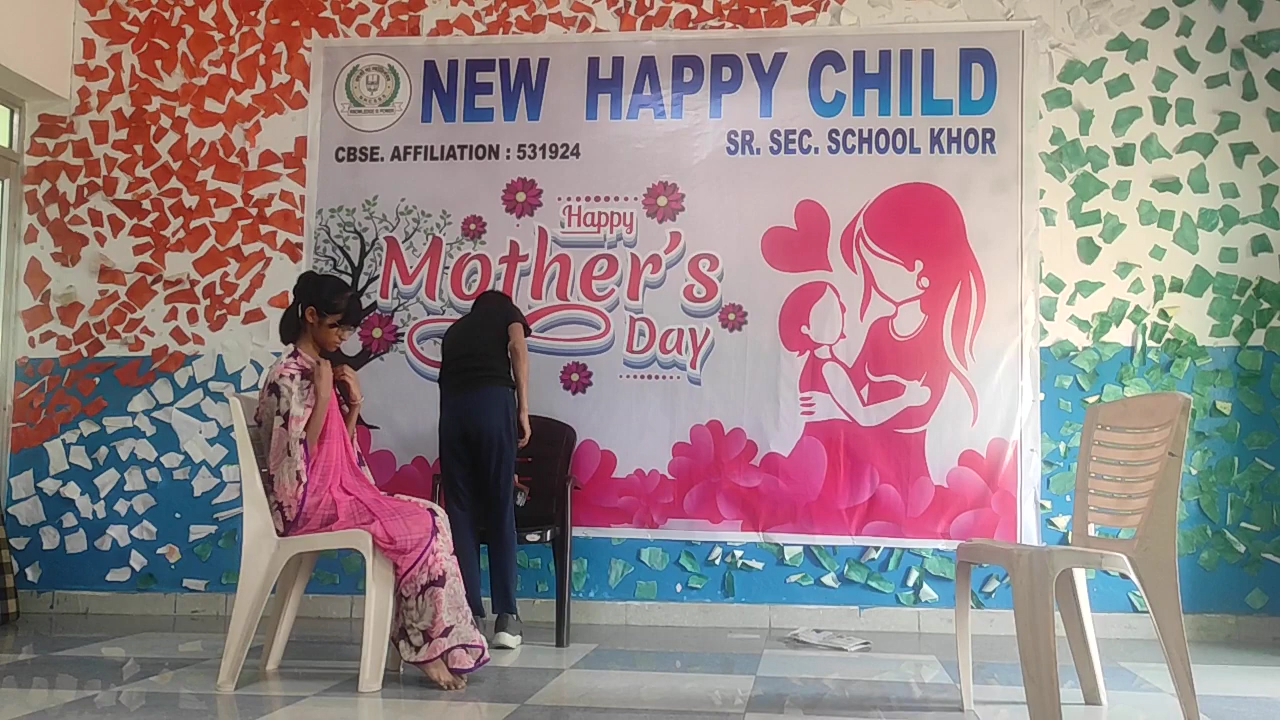 NEW HAPPY CHILD
SR. SEC. SCHOOL KHOR
CBSE. AFFILIATION : 531924
Happy
Mother's
Day